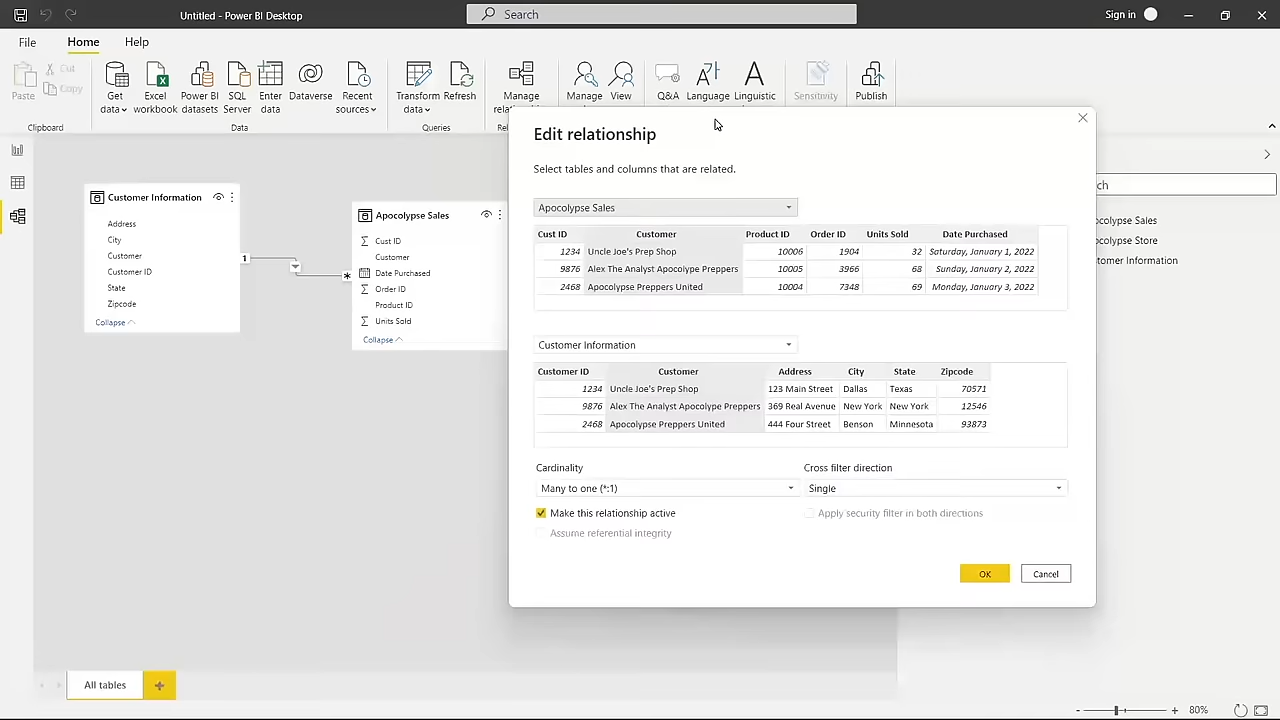 Untitled - Power BI Desktop
Search
Sign in
File Home Help
Paste
Cut
Copy
Get data
Excel workbook
Power BI datasets
SQL Server
Enter data
Dataverse
Recent sources
Transform data
Refresh
Manage
View
Q&A
Language
Linguistic
Sensitivity
Publish
Clipboard
Data
Queries
Customer Information
Address
City
Customer
Customer ID
State
Zipcode
Collapse
1
*
Apocolypse Sales
Σ Cust ID
Customer
Date Purchased
Σ Order ID
Product ID
Σ Units Sold
Collapse
Edit relationship
Select tables and columns that are related.
Apocolypse Sales
Cust ID Customer Product ID Order ID Units Sold Date Purchased
1234 Uncle Joe's Prep Shop 10006 1904 32 Saturday, January 1, 2022
9876 Alex The Analyst Apocolype Preppers 10005 3966 68 Sunday, January 2, 2022
2468 Apocolypse Preppers United 10004 7348 69 Monday, January 3, 2022
Customer Information
Customer ID Customer Address City State Zipcode
1234 Uncle Joe's Prep Shop 123 Main Street Dallas Texas 70571
9876 Alex The Analyst Apocolype Preppers 369 Real Avenue New York New York 12546
2468 Apocolypse Preppers United 444 Four Street Benson Minnesota 93873
Cardinality
Many to one (*:1)
Cross filter direction
Single
Make this relationship active
Apply security filter in both directions
Assume referential integrity
OK
Cancel
Sales
Store
Information
All tables
+
- + 80%